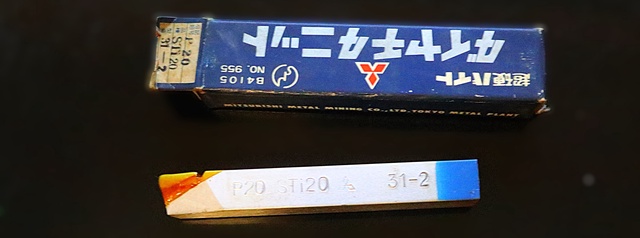 P20
STi20
31-2
超硬バイト
ダイヤチタニット
B4105
NO. 955
MITSUBISHI METAL MINING CO., LTD. TOKYO METAL PLANT
P20 STi20 31-2